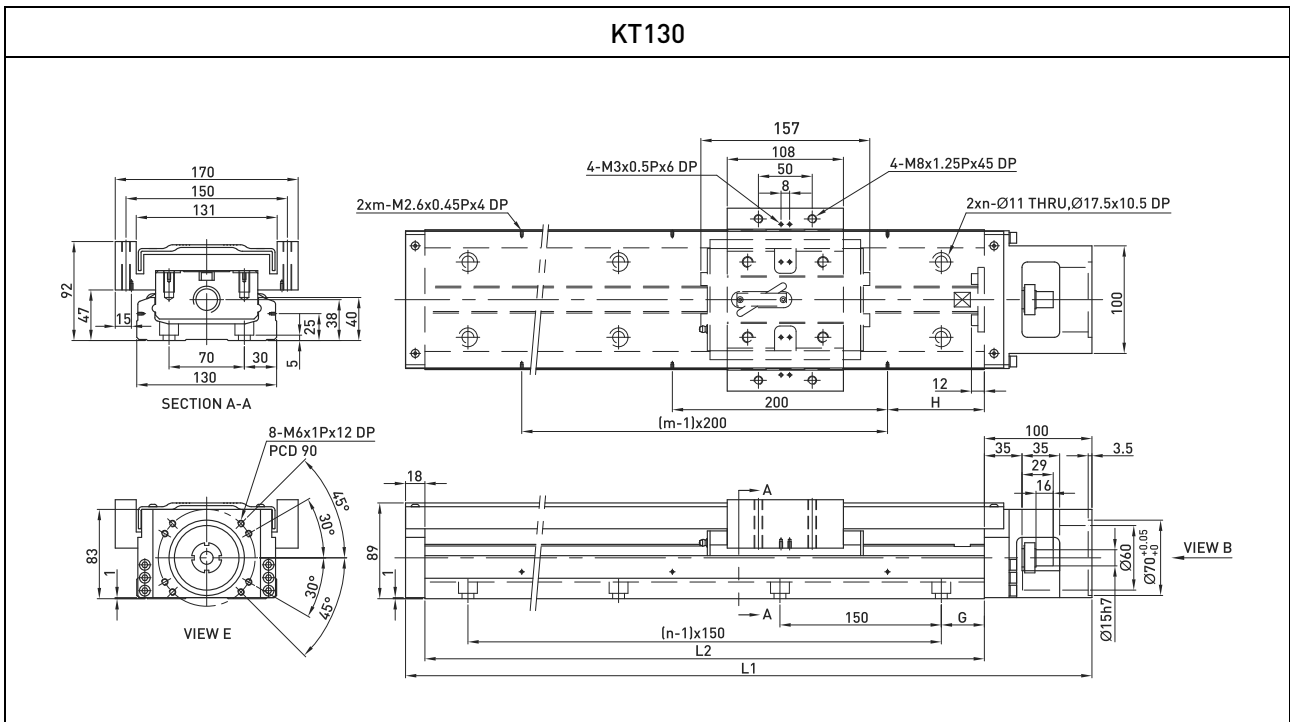 KT130
170
150
131
92
47
15
25
38
40
5
70
30
130
SECTION A-A
157
108
50
8
4-M3x0.5Px6 DP
4-M8x1.25Px45 DP
2xm-M2.6x0.45Px4 DP
2xn-Ø11 THRU,Ø17.5x10.5 DP
100
12
200
H
(m-1)x200
8-M6x1Px12 DP
PCD 90
45°
30°
30°
45°
83
1
VIEW E
18
A
89
1
A
100
35
35
3.5
29
16
Ø60
Ø70 +0.05 +0
Ø15h7
VIEW B
150
G
(n-1)x150
L2
L1